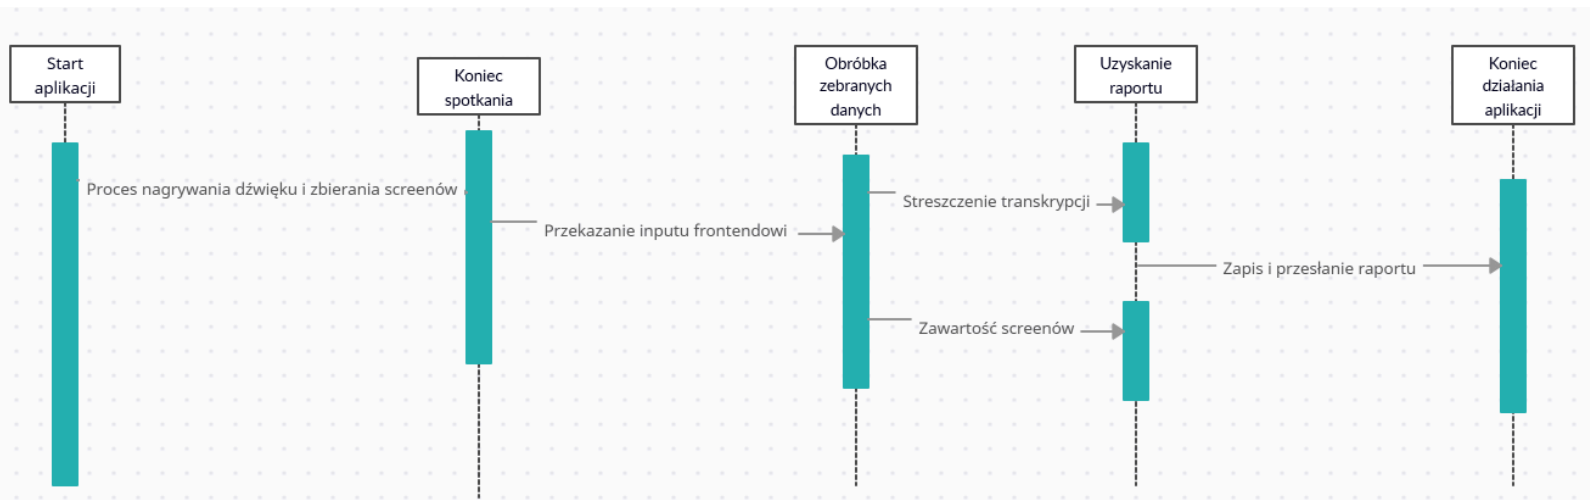 Start
aplikacji
Koniec
spotkania
Obróbka
zebranych
danych
Uzyskanie
raportu
Koniec
działania
aplikacji
Proces nagrywania dźwięku i zbierania screenów
Przekazanie inputu frontendowi
Streszczenie transkrypcji
Zapis i przesłanie raportu
Zawartość screenów